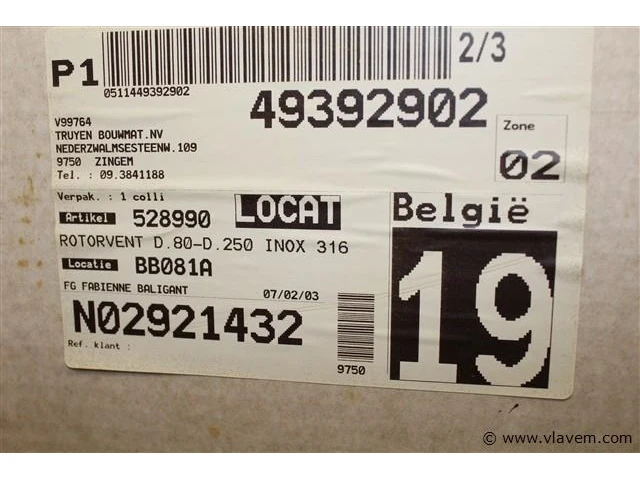 P1
0511449392902
2/3
49392902
V99764
TRUYEN BOUWMAT.NV
NEDERZWALMSESTEENW.109
9750 ZINGEM
Tel. : 09.3841188
Zone
02
Verpak. : 1 colli
Artikel 528990 LOCAT
ROTORVENT D.80-D.250 INOX 316
Locatie BB081A
FG FABIENNE BALIGANT 07/02/03
N02921432
Ref. klant :
9750
België
19
© www.vlavem.com